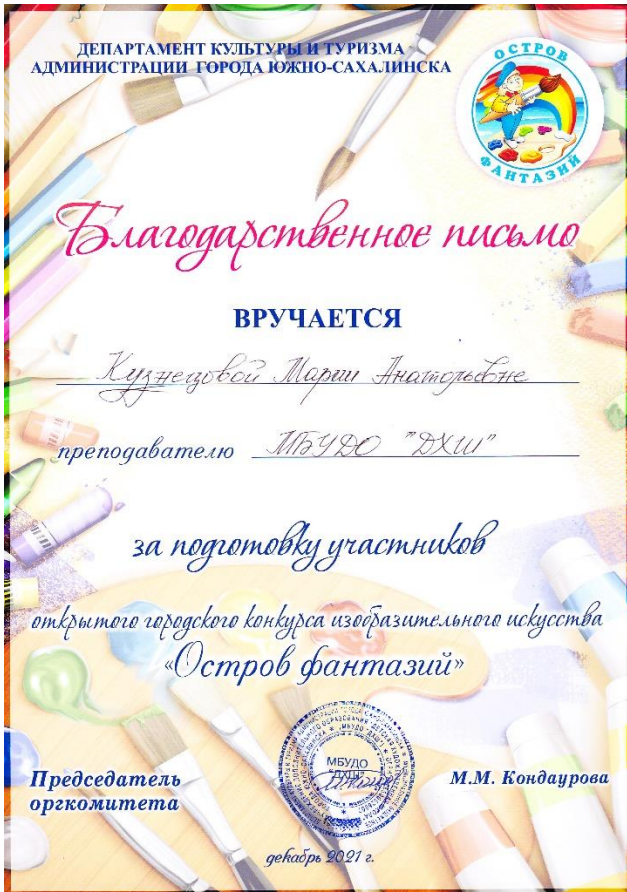 ДЕПАРТАМЕНТ КУЛЬТУРЫ И ТУРИЗМА
АДМИНИСТРАЦИИ ГОРОДА ЮЖНО-САХАЛИНСКА
ОСТРОВ
ФАНТАЗИЙ
Благодарственное письмо
ВРУЧАЕТСЯ
Кузнецовой Марии Анатольевне
преподавателю МБУДО "ДХШ"
за подготовку участников
открытого городского конкурса изобразительного искусства
«Остров фантазий»
МБУДО
"ДХШ"
Председатель
оргкомитета
М.М. Кондаурова
декабрь 2021 г.